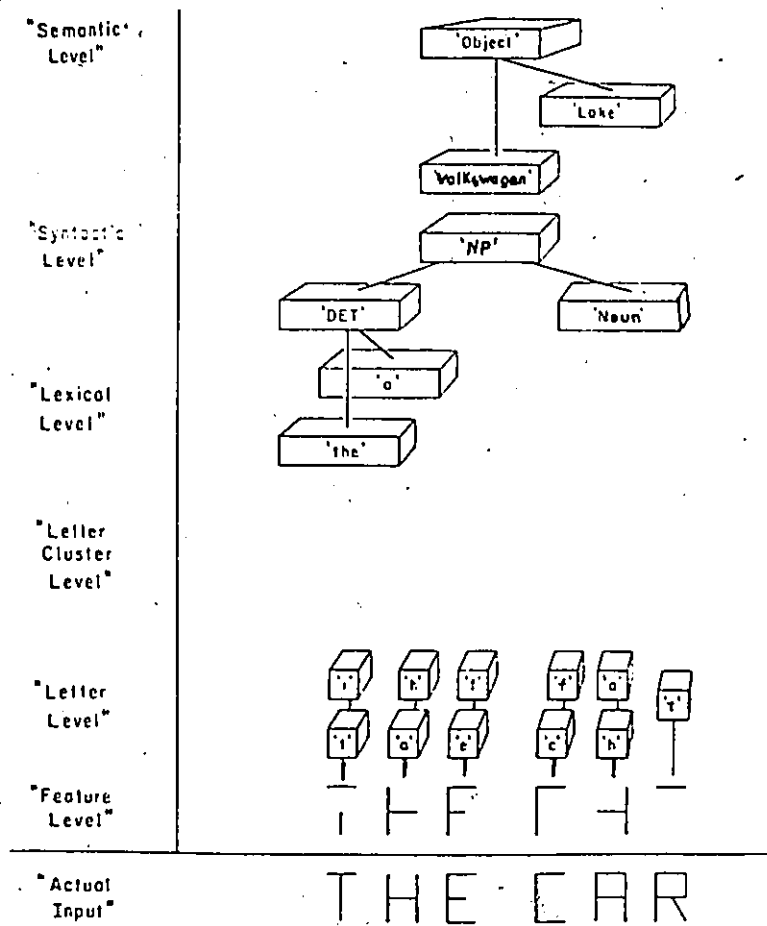 "Semantic
Level"
'Object'
'Lake'
'Volkswagen'
"Syntactic
Level"
'NP'
'DET'
'Noun'
"Lexical
Level"
'a'
'the'
"Letter
Cluster
Level"
"Letter
Level"
'i' 'h' 'f' 'f' 'a' 'T'
'a' 'e' 'c' 'h'
"Feature
Level"
"Actual
Input"
THE CAR